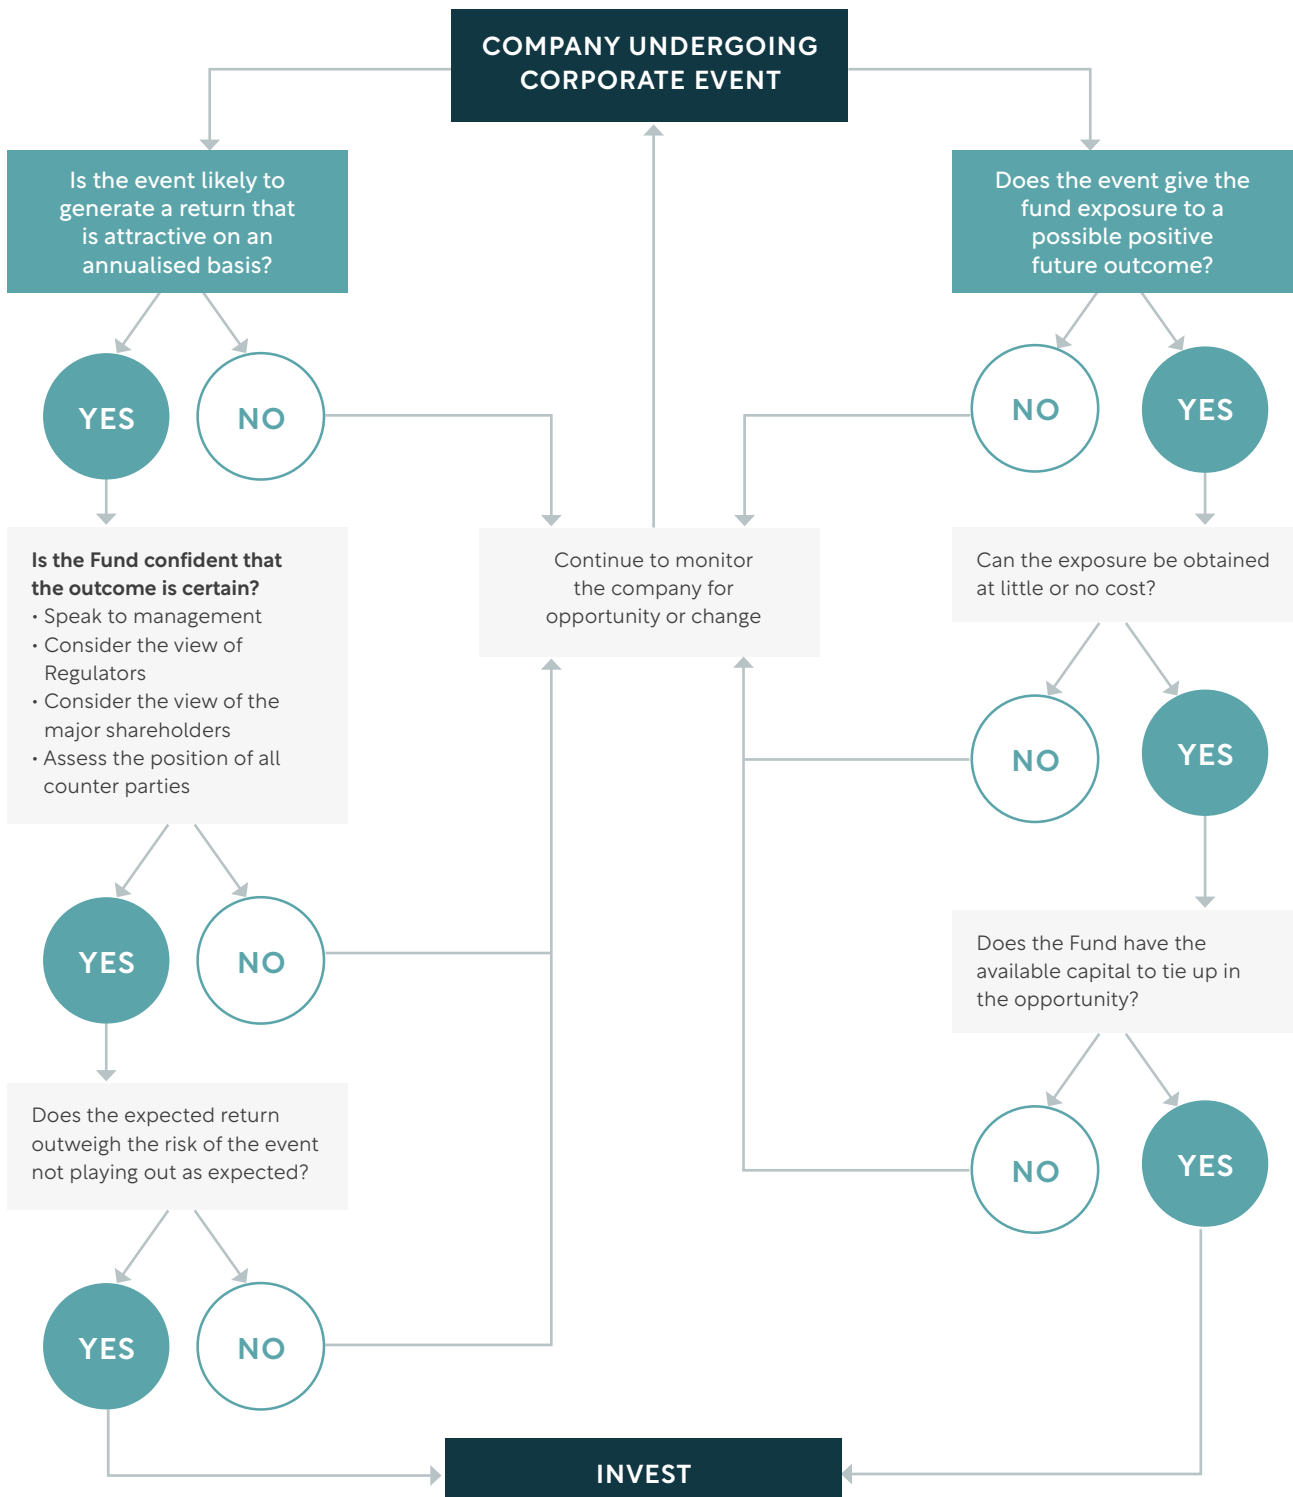 COMPANY UNDERGOING
CORPORATE EVENT
Is the event likely to
generate a return that
is attractive on an
annualised basis?
Does the event give the
fund exposure to a
possible positive
future outcome?
YES
NO
NO
YES
Is the Fund confident that
the outcome is certain?
• Speak to management
• Consider the view of
Regulators
• Consider the view of the
major shareholders
• Assess the position of all
counter parties
Continue to monitor
the company for
opportunity or change
Can the exposure be obtained
at little or no cost?
NO
YES
YES
NO
Does the Fund have the
available capital to tie up in
the opportunity?
Does the expected return
outweigh the risk of the event
not playing out as expected?
NO
YES
YES
NO
INVEST